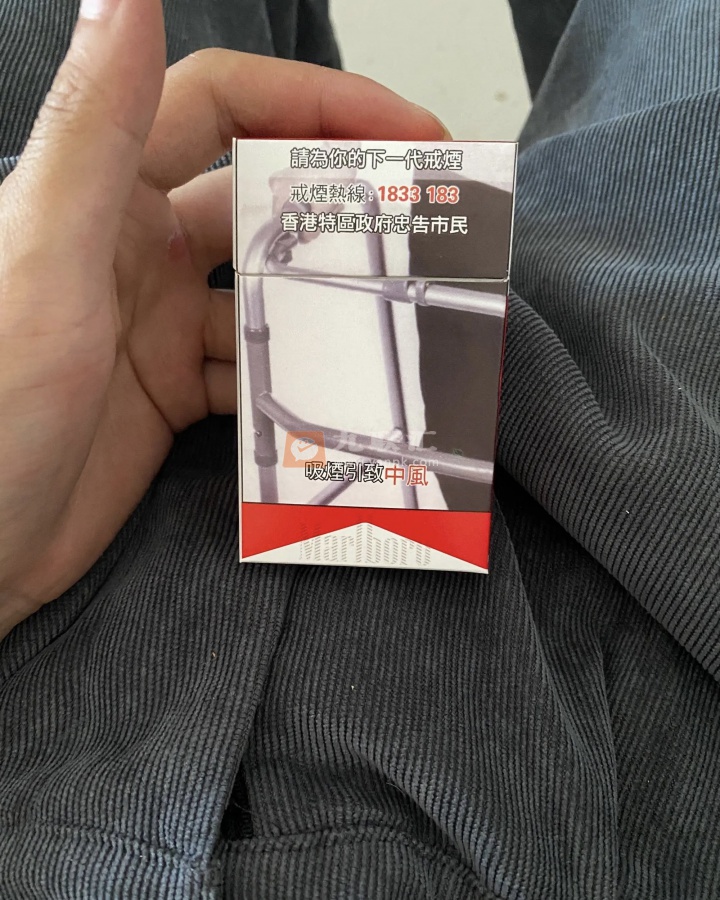 請為你的下一代戒煙
戒煙熱線：1833 183
香港特區政府忠告市民
吸煙引致中風
Marlboro